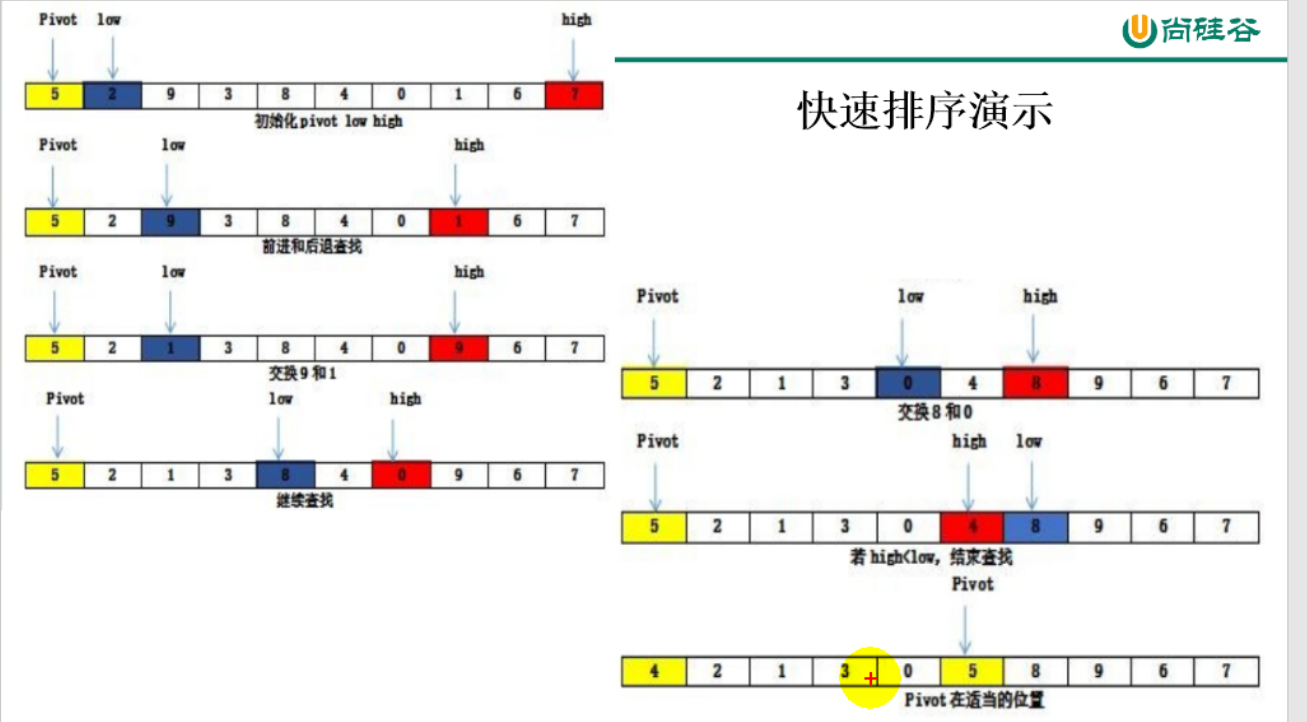 Pivot low high
5 2 9 3 8 4 0 1 6 7
初始化pivot low high
Pivot low high
5 2 9 3 8 4 0 1 6 7
前进和后退查找
Pivot low high
5 2 1 3 8 4 0 9 6 7
交换9和1
Pivot low high
5 2 1 3 8 4 0 9 6 7
继续查找
尚硅谷
快速排序演示
Pivot low high
5 2 1 3 0 4 8 9 6 7
交换8和0
Pivot high low
5 2 1 3 0 4 8 9 6 7
若high<low，结束查找
Pivot
4 2 1 3 0 5 8 9 6 7
Pivot在适当的位置